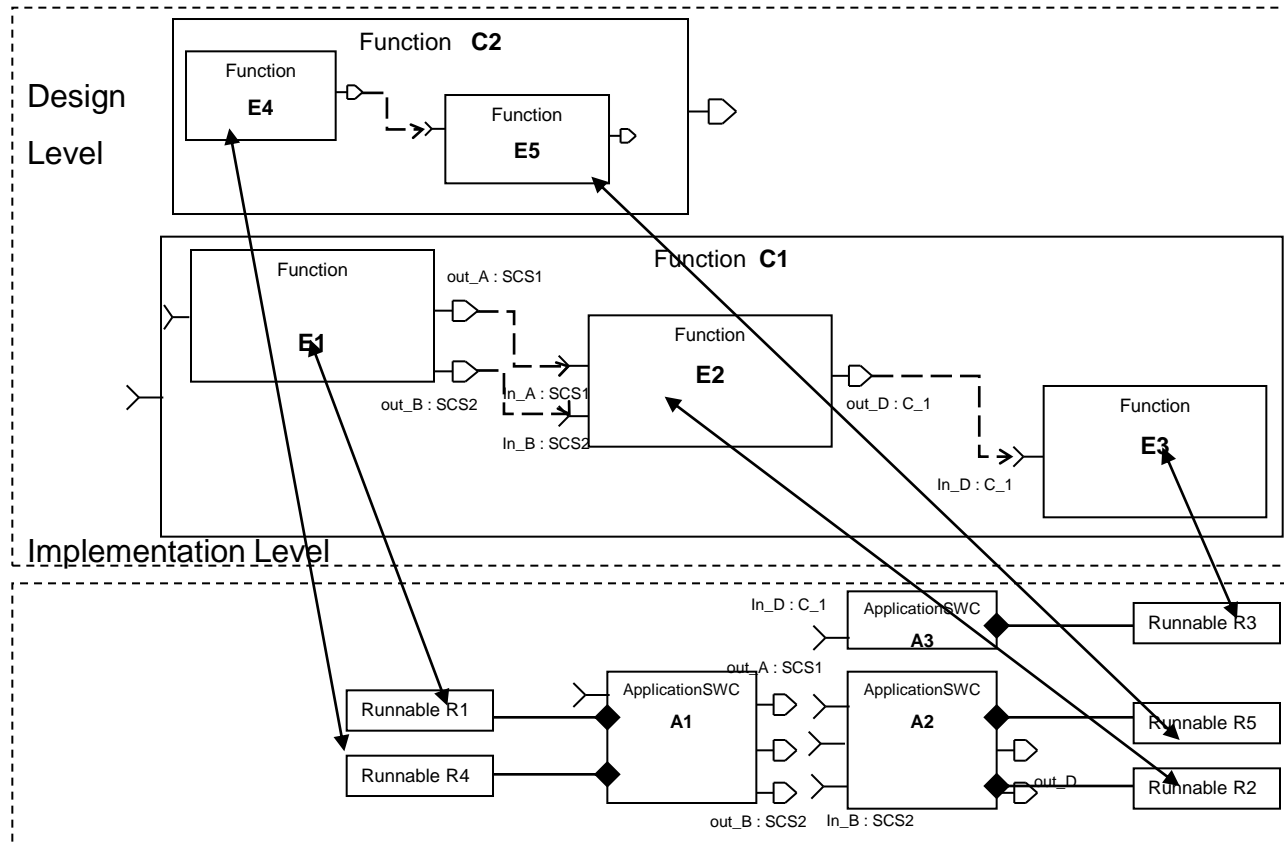 Function C2
Design
Level
Function
E4
Function
E5
Function C1
Function
E1
out_A : SCS1
out_B : SCS2
In_A : SCS1
In_B : SCS2
Function
E2
out_D : C_1
In_D : C_1
Function
E3
Implementation Level
In_D : C_1
ApplicationSWC
A3
Runnable R3
out_A : SCS1
Runnable R1
Runnable R4
ApplicationSWC
A1
ApplicationSWC
A2
Runnable R5
Runnable R2
out_D
out_B : SCS2
In_B : SCS2